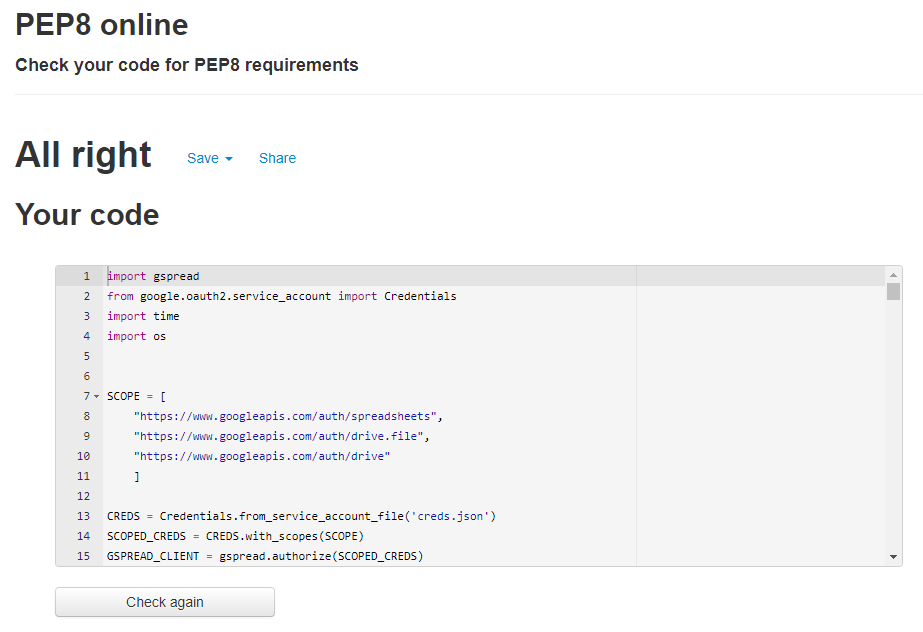 PEP8 online
Check your code for PEP8 requirements
All right Save Share
Your code
1 import gspread
2 from google.oauth2.service_account import Credentials
3 import time
4 import os
5
6
7 SCOPE = [
8     "https://www.googleapis.com/auth/spreadsheets",
9     "https://www.googleapis.com/auth/drive.file",
10     "https://www.googleapis.com/auth/drive"
11     ]
12
13 CREDS = Credentials.from_service_account_file('creds.json')
14 SCOPED_CREDS = CREDS.with_scopes(SCOPE)
15 GSPREAD_CLIENT = gspread.authorize(SCOPED_CREDS)
Check again